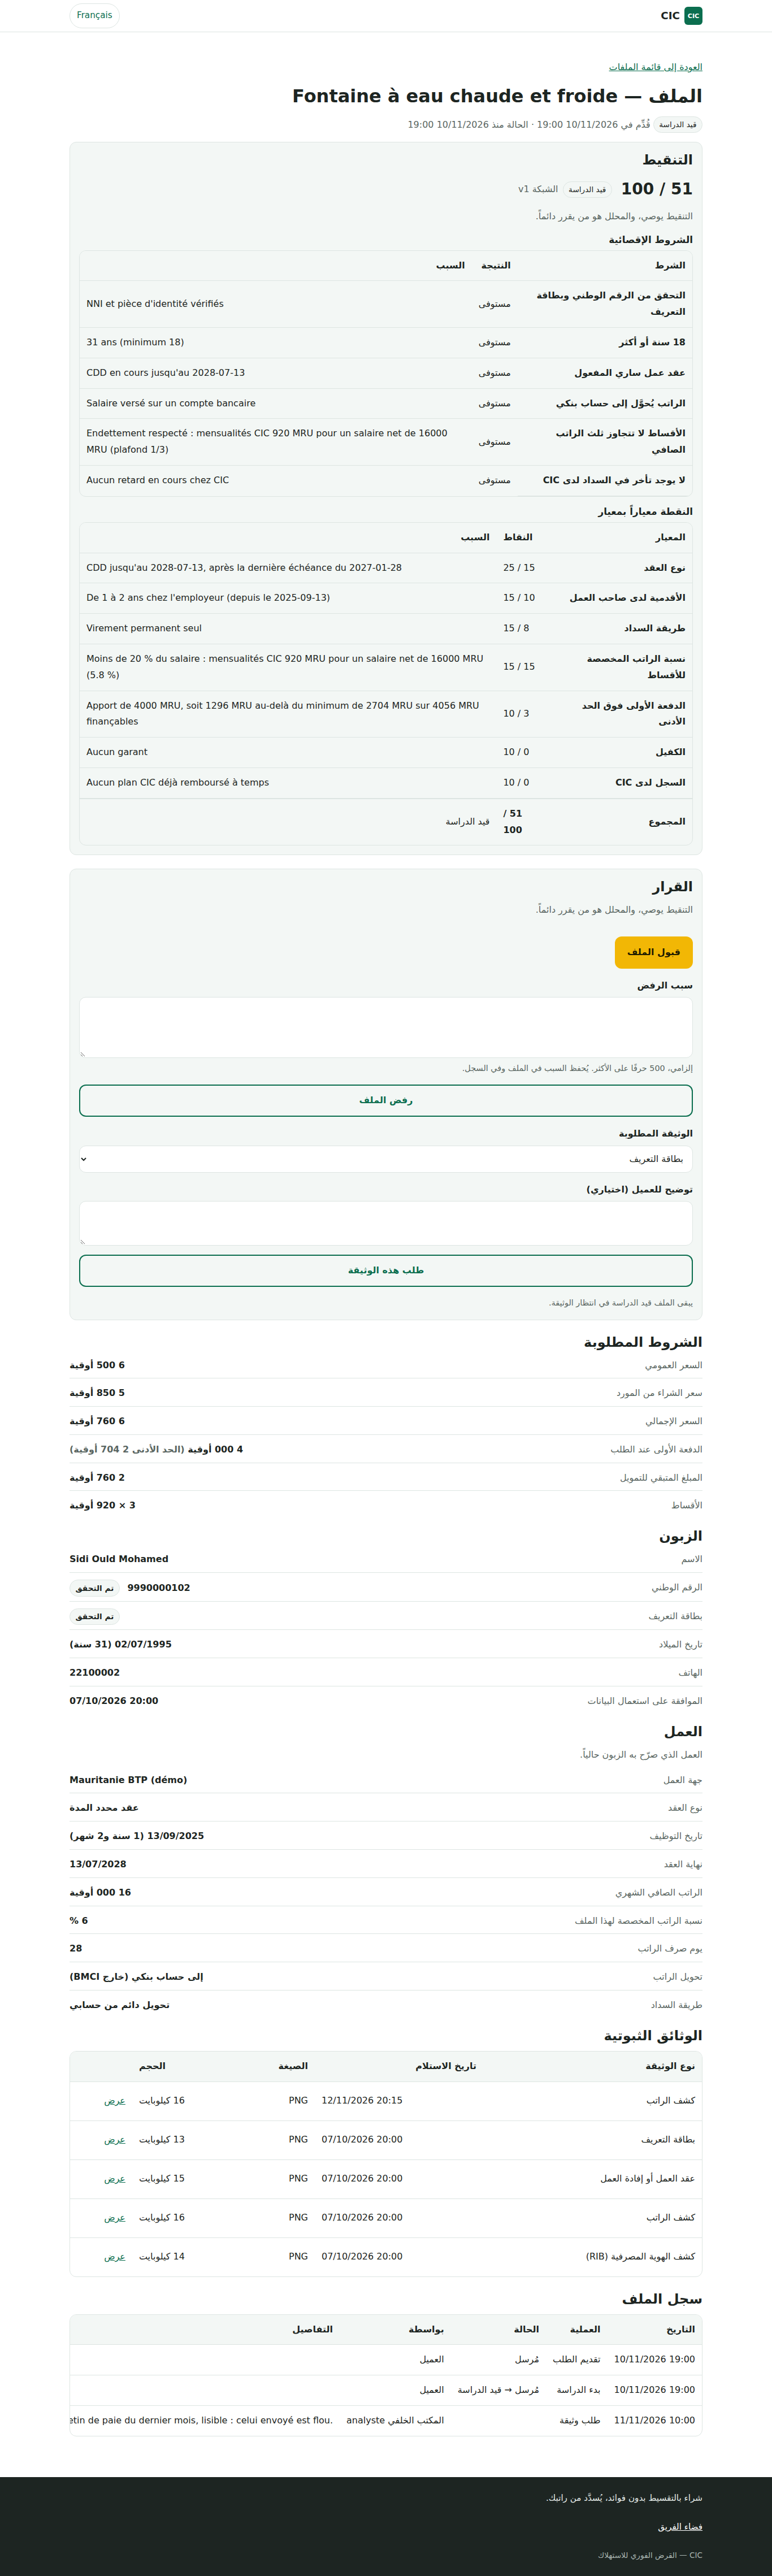 CIC CIC
Français
العودة إلى قائمة الملفات
الملف — Fontaine à eau chaude et froide
قيد الدراسة قُدِّم في 10/11/2026 19:00 · الحالة منذ 10/11/2026 19:00
التنقيط
51 / 100 قيد الدراسة الشبكة v1
التنقيط يوصي، والمحلل هو من يقرر دائماً.
الشروط الإقصائية
الشرط النتيجة السبب
التحقق من الرقم الوطني وبطاقة
التعريف
مستوفى NNI et pièce d'identité vérifiés
18 سنة أو أكثر مستوفى 31 ans (minimum 18)
عقد عمل ساري المفعول مستوفى CDD en cours jusqu'au 2028-07-13
الراتب يُحوَّل إلى حساب بنكي مستوفى Salaire versé sur un compte bancaire
الأقساط لا تتجاوز ثلث الراتب
الصافي
مستوفى Endettement respecté : mensualités CIC 920 MRU pour un salaire net de 16000
MRU (plafond 1/3)
لا يوجد تأخر في السداد لدى CIC مستوفى Aucun retard en cours chez CIC
النقطة معياراً بمعيار
المعيار النقاط السبب
نوع العقد 15 / 25 CDD jusqu'au 2028-07-13, après la dernière échéance du 2027-01-28
الأقدمية لدى صاحب العمل 10 / 15 De 1 à 2 ans chez l'employeur (depuis le 2025-09-13)
طريقة السداد 8 / 15 Virement permanent seul
نسبة الراتب المخصصة
للأقساط
15 / 15 Moins de 20 % du salaire : mensualités CIC 920 MRU pour un salaire net de 16000 MRU
(5.8 %)
الدفعة الأولى فوق الحد
الأدنى
3 / 10 Apport de 4000 MRU, soit 1296 MRU au-delà du minimum de 2704 MRU sur 4056 MRU
finançables
الكفيل 0 / 10 Aucun garant
السجل لدى CIC 0 / 10 Aucun plan CIC déjà remboursé à temps
المجموع 51 /
100
قيد الدراسة
القرار
التنقيط يوصي، والمحلل هو من يقرر دائماً.
قبول الملف
سبب الرفض
إلزامي، 500 حرفًا على الأكثر. يُحفظ السبب في الملف وفي السجل.
رفض الملف
الوثيقة المطلوبة
بطاقة التعريف
توضيح للعميل (اختياري)
طلب هذه الوثيقة
يبقى الملف قيد الدراسة في انتظار الوثيقة.
الشروط المطلوبة
السعر العمومي 6 500 أوقية
سعر الشراء من المورد 5 850 أوقية
السعر الإجمالي 6 760 أوقية
الدفعة الأولى عند الطلب 4 000 أوقية (الحد الأدنى 2 704 أوقية)
المبلغ المتبقي للتمويل 2 760 أوقية
الأقساط 3 × 920 أوقية
الزبون
الاسم Sidi Ould Mohamed
الرقم الوطني 9990000102 تم التحقق
بطاقة التعريف تم التحقق
تاريخ الميلاد 02/07/1995 (31 سنة)
الهاتف 22100002
الموافقة على استعمال البيانات 07/10/2026 20:00
العمل
العمل الذي صرّح به الزبون حالياً.
جهة العمل Mauritanie BTP (démo)
نوع العقد عقد محدد المدة
تاريخ التوظيف 13/09/2025 (1 سنة و2 شهر)
نهاية العقد 13/07/2028
الراتب الصافي الشهري 16 000 أوقية
نسبة الراتب المخصصة لهذا الملف 6 %
يوم صرف الراتب 28
تحويل الراتب إلى حساب بنكي (خارج BMCI)
طريقة السداد تحويل دائم من حسابي
الوثائق الثبوتية
نوع الوثيقة تاريخ الاستلام الصيغة الحجم
كشف الراتب 12/11/2026 20:15 PNG 16 كيلوبايت عرض
بطاقة التعريف 07/10/2026 20:00 PNG 13 كيلوبايت عرض
عقد العمل أو إفادة العمل 07/10/2026 20:00 PNG 15 كيلوبايت عرض
كشف الراتب 07/10/2026 20:00 PNG 16 كيلوبايت عرض
كشف الهوية المصرفية (RIB) 07/10/2026 20:00 PNG 14 كيلوبايت عرض
سجل الملف
التاريخ العملية الحالة بواسطة التفاصيل
10/11/2026 19:00 تقديم الطلب مُرسل العميل
10/11/2026 19:00 بدء الدراسة مُرسل → قيد الدراسة العميل
11/11/2026 10:00 طلب وثيقة المكتب الخلفي analyste etin de paie du dernier mois, lisible : celui envoyé est flou.
شراء بالتقسيط بدون فوائد، يُسدَّد من راتبك.
فضاء الفريق
CIC — القرض الفوري للاستهلاك